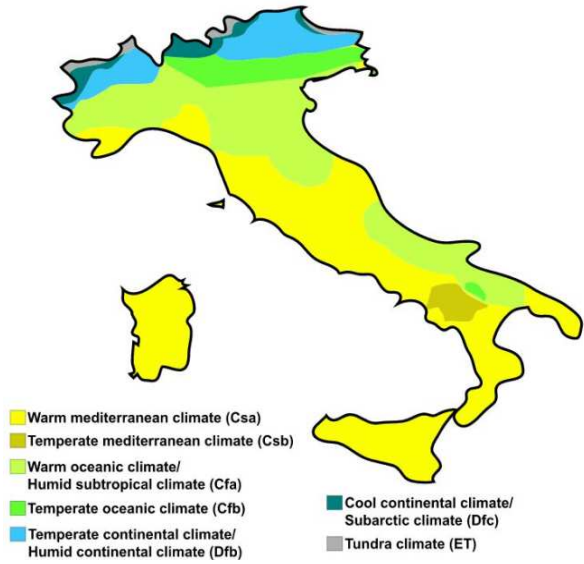 Warm mediterranean climate (Csa)
Temperate mediterranean climate (Csb)
Warm oceanic climate/
Humid subtropical climate (Cfa)
Temperate oceanic climate (Cfb)
Temperate continental climate/
Humid continental climate (Dfb)
Cool continental climate/
Subarctic climate (Dfc)
Tundra climate (ET)